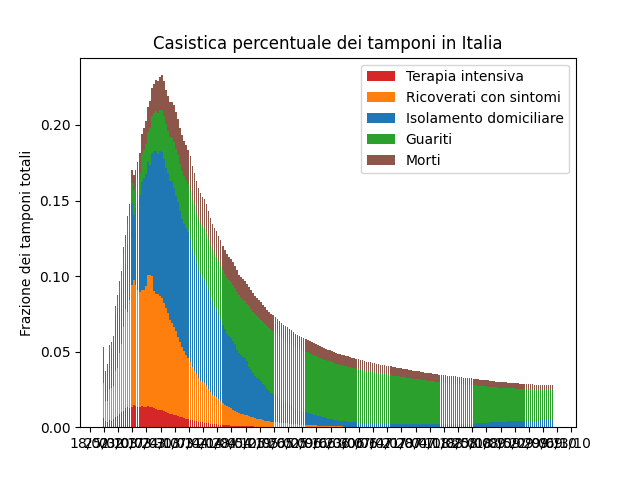 Casistica percentuale dei tamponi in Italia
Terapia intensiva
Ricoverati con sintomi
Isolamento domiciliare
Guariti
Morti
Frazione dei tamponi totali
0.20
0.15
0.10
0.05
0.00